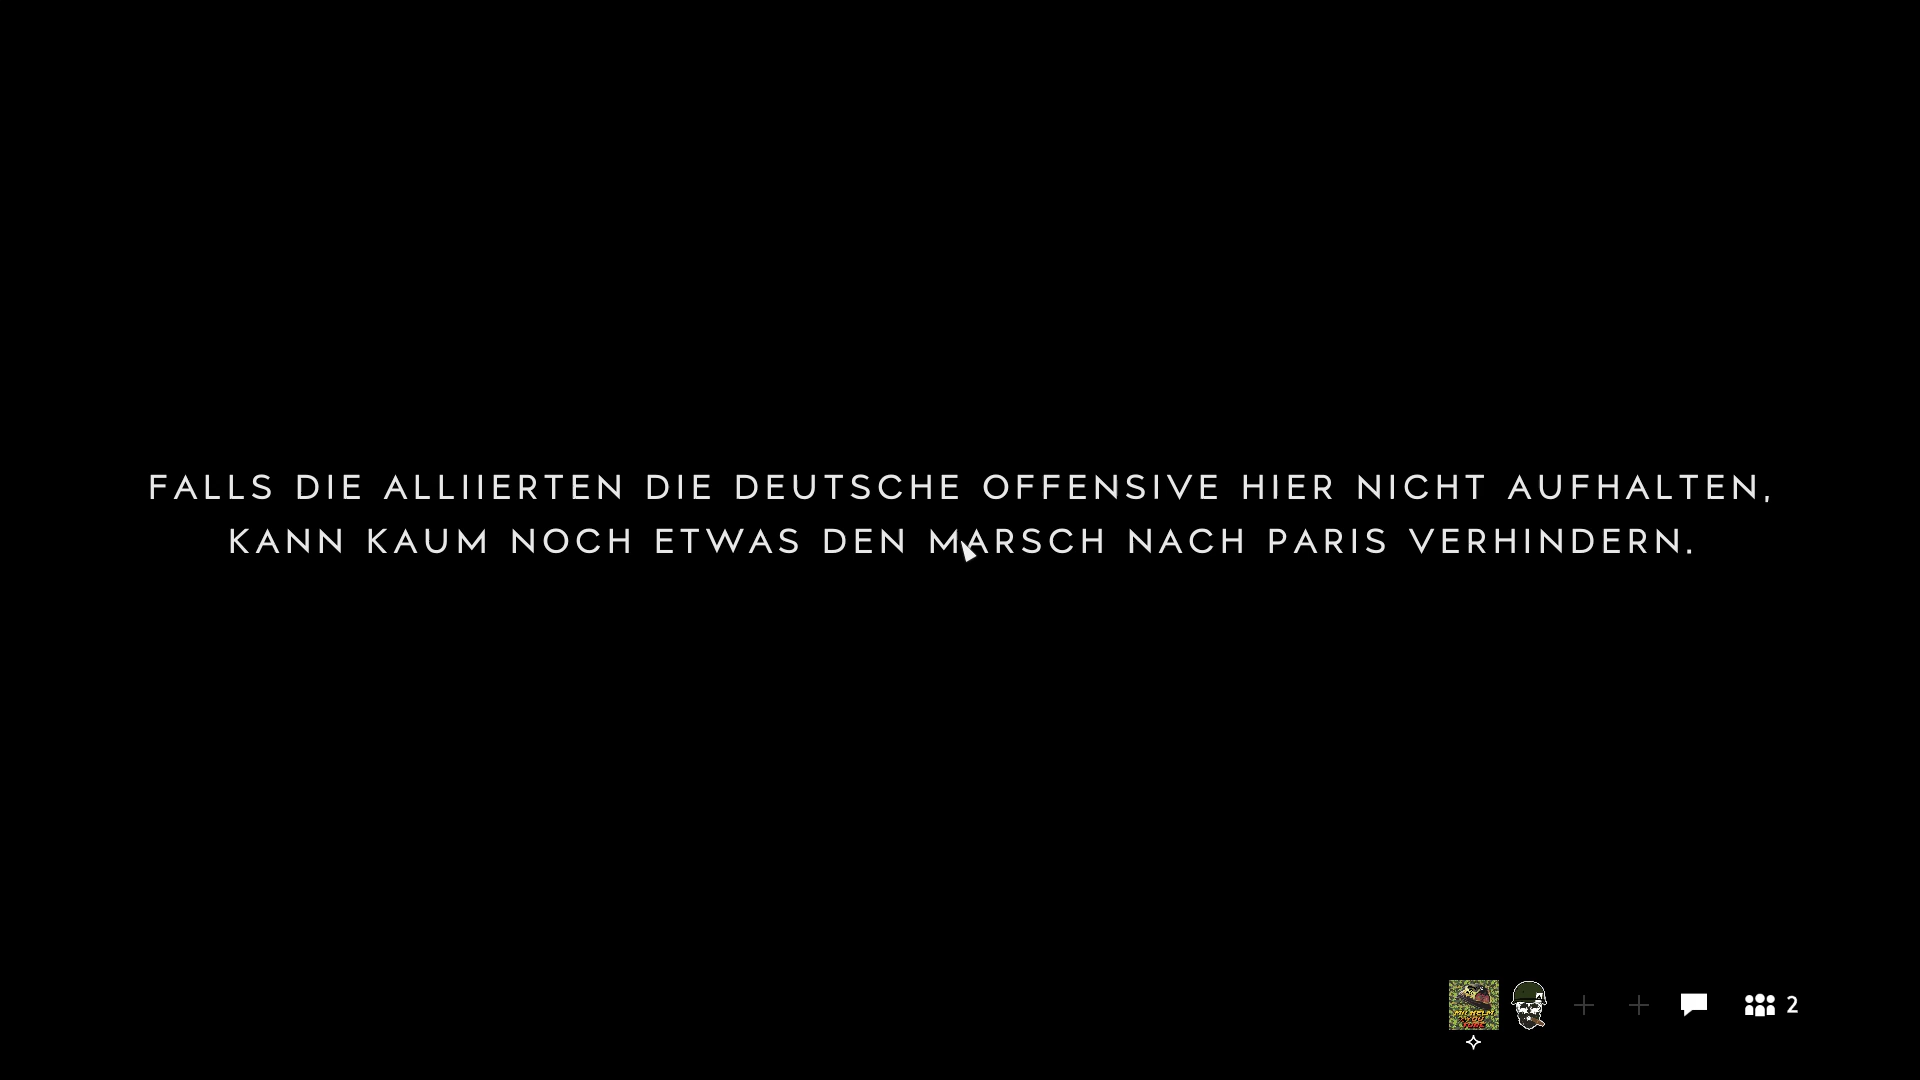 FALLS DIE ALLIIERTEN DIE DEUTSCHE OFFENSIVE HIER NICHT AUFHALTEN,
KANN KAUM NOCH ETWAS DEN MARSCH NACH PARIS VERHINDERN.
2